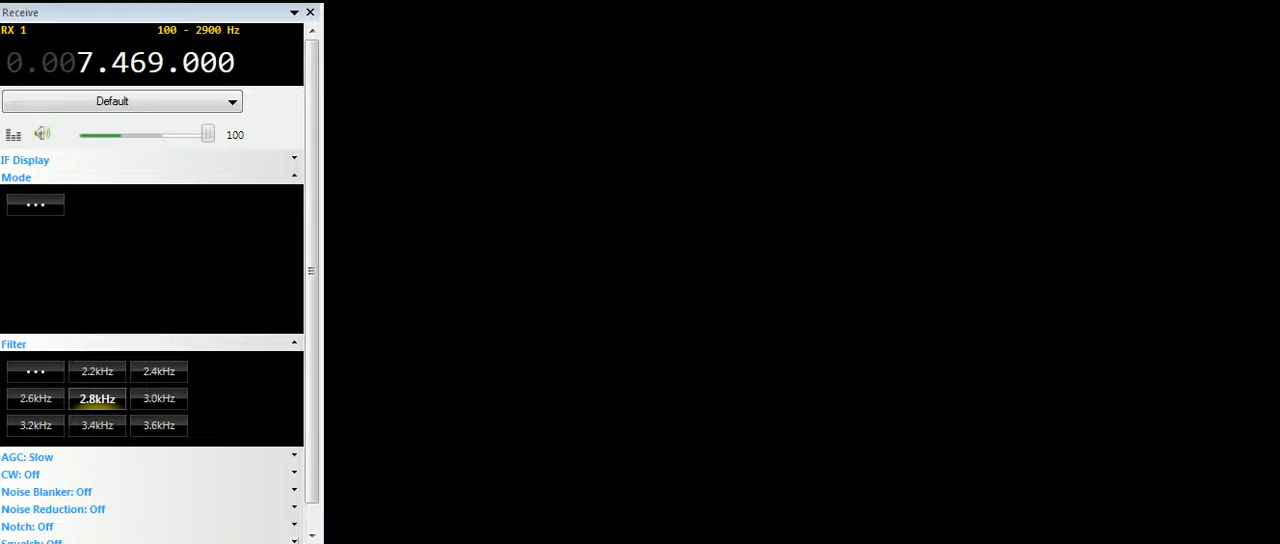 Receive
RX 1 100 - 2900 Hz
0.007.469.000
Default
100
IF Display
Mode
...
Filter
... 2.2kHz 2.4kHz
2.6kHz 2.8kHz 3.0kHz
3.2kHz 3.4kHz 3.6kHz
AGC: Slow
CW: Off
Noise Blanker: Off
Noise Reduction: Off
Notch: Off
Squelch: Off